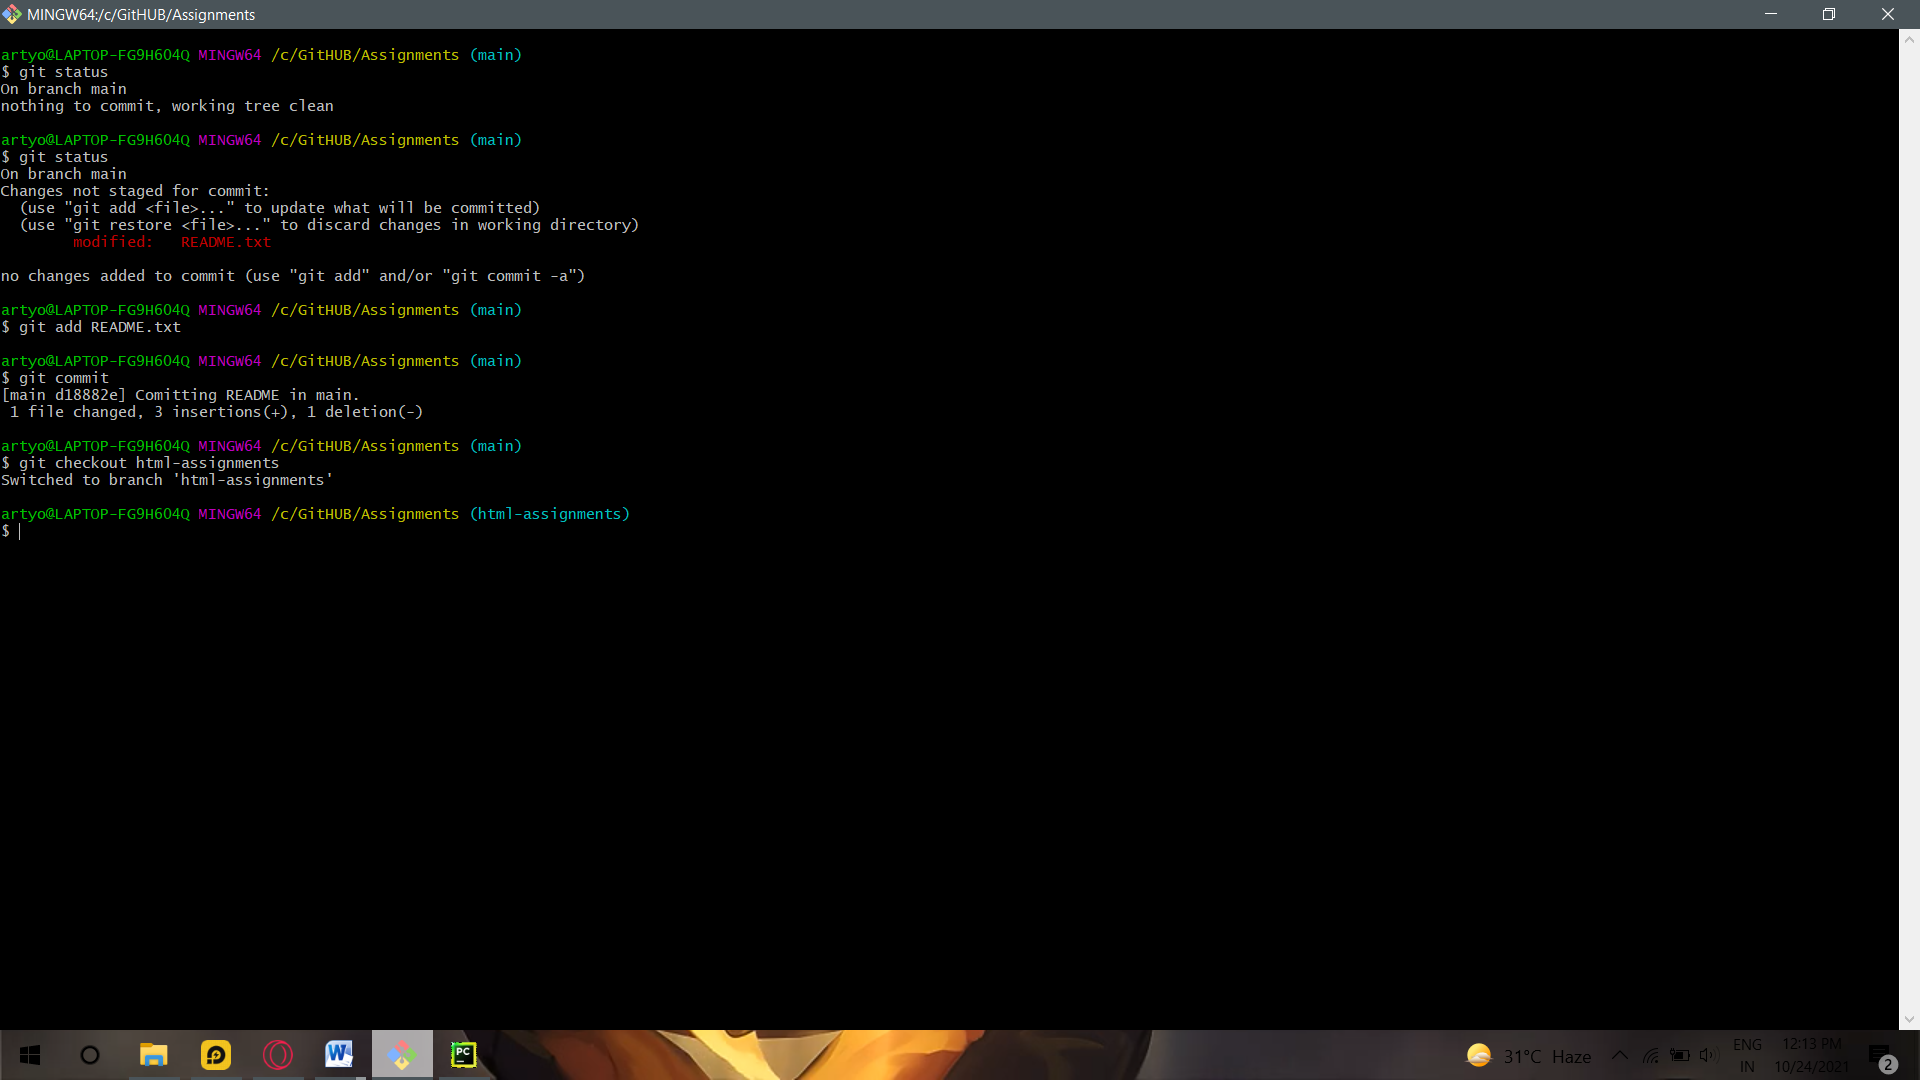 MINGW64:/c/GitHUB/Assignments
artyo@LAPTOP-FG9H6O4Q MINGW64 /c/GitHUB/Assignments (main)
$ git status
On branch main
nothing to commit, working tree clean
artyo@LAPTOP-FG9H6O4Q MINGW64 /c/GitHUB/Assignments (main)
$ git status
On branch main
Changes not staged for commit:
  (use "git add <file>..." to update what will be committed)
  (use "git restore <file>..." to discard changes in working directory)
        modified:   README.txt
no changes added to commit (use "git add" and/or "git commit -a")
artyo@LAPTOP-FG9H6O4Q MINGW64 /c/GitHUB/Assignments (main)
$ git add README.txt
artyo@LAPTOP-FG9H6O4Q MINGW64 /c/GitHUB/Assignments (main)
$ git commit
[main d18882e] Comitting README in main.
 1 file changed, 3 insertions(+), 1 deletion(-)
artyo@LAPTOP-FG9H6O4Q MINGW64 /c/GitHUB/Assignments (main)
$ git checkout html-assignments
Switched to branch 'html-assignments'
artyo@LAPTOP-FG9H6O4Q MINGW64 /c/GitHUB/Assignments (html-assignments)
$
W
PC
31°C Haze
ENG
IN
12:13 PM
10/24/2021
2